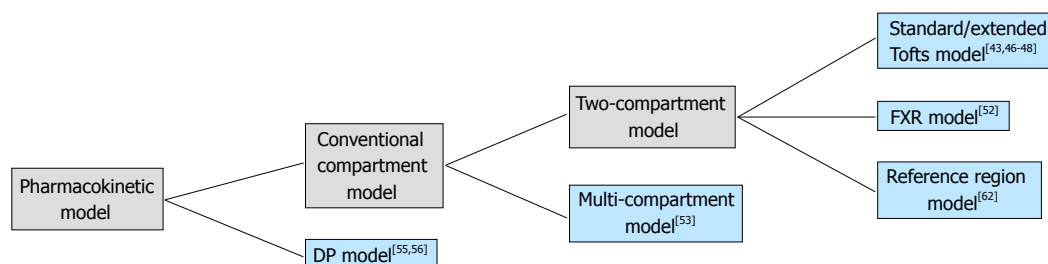 Pharmacokinetic
model
Conventional
compartment
model
DP model[55,56]
Two-compartment
model
Multi-compartment
model[53]
Standard/extended
Tofts model[43,46-48]
FXR model[52]
Reference region
model[62]